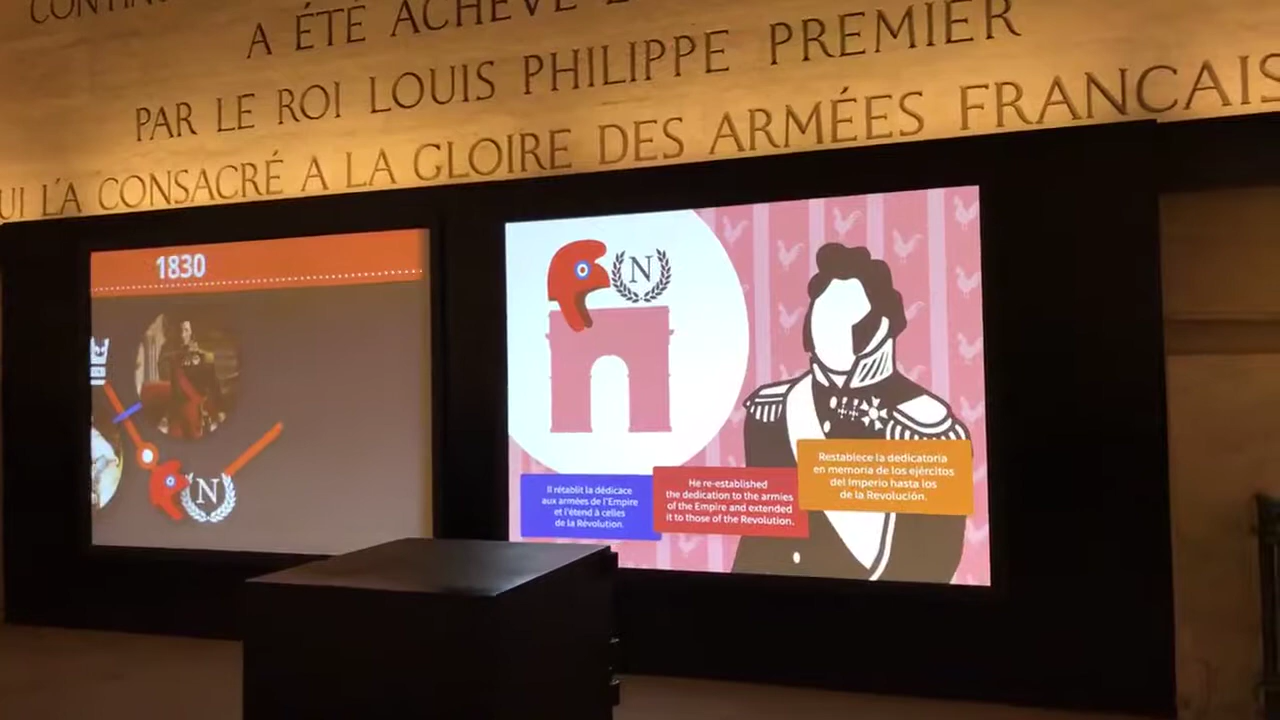 A ÉTÉ ACHEVÉ
PAR LE ROI LOUIS PHILIPPE PREMIER
UI L'A CONSACRÉ A LA GLOIRE DES ARMÉES FRANCAIS
1830
N
N
Il rétablit la dédicace
aux armées de l'Empire
et l'étend à celles
de la Révolution.
He re-established
the dedication to the armies
of the Empire and extended
it to those of the Revolution.
Restablece la dedicatoria
en memoria de los ejércitos
del Imperio hasta los
de la Revolución.